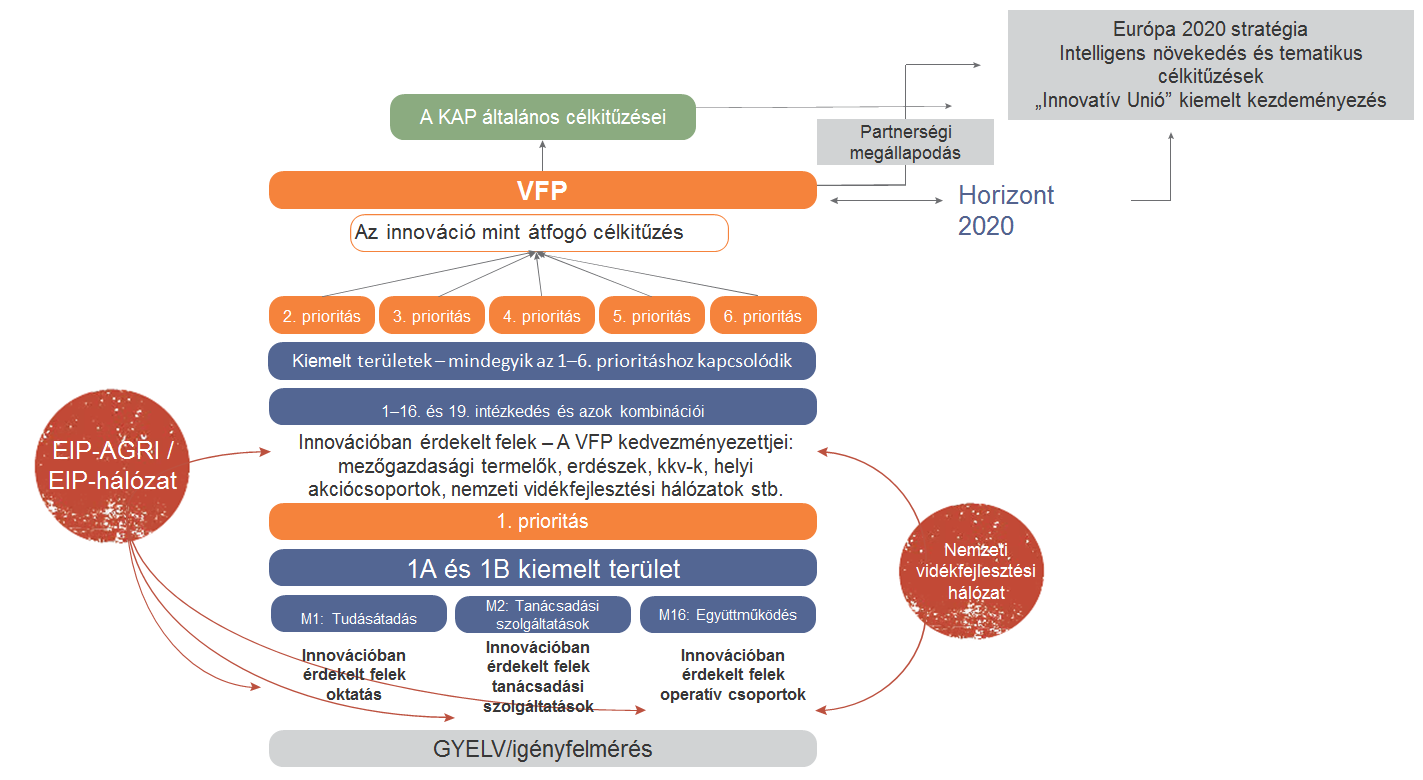 Európa 2020 stratégia
Intelligens növekedés és tematikus
célkitűzések
„Innovatív Unió” kiemelt kezdeményezés
A KAP általános célkitűzései
Partnerségi
megállapodás
VFP
Horizont
2020
Az innováció mint átfogó célkitűzés
2. prioritás
3. prioritás
4. prioritás
5. prioritás
6. prioritás
Kiemelt területek – mindegyik az 1–6. prioritáshoz kapcsolódik
1–16. és 19. intézkedés és azok kombinációi
EIP-AGRI /
EIP-hálózat
Innovációban érdekelt felek – A VFP kedvezményezettjei:
mezőgazdasági termelők, erdészek, kkv-k, helyi
akciócsoportok, nemzeti vidékfejlesztési hálózatok stb.
1. prioritás
1A és 1B kiemelt terület
Nemzeti
vidékfejlesztési
hálózat
M1: Tudásátadás
M2: Tanácsadási
szolgáltatások
M16: Együttműködés
Innovációban
érdekelt felek
oktatás
Innovációban
érdekelt felek
tanácsadási
szolgáltatások
Innovációban
érdekelt felek
operatív csoportok
GYELV/igényfelmérés